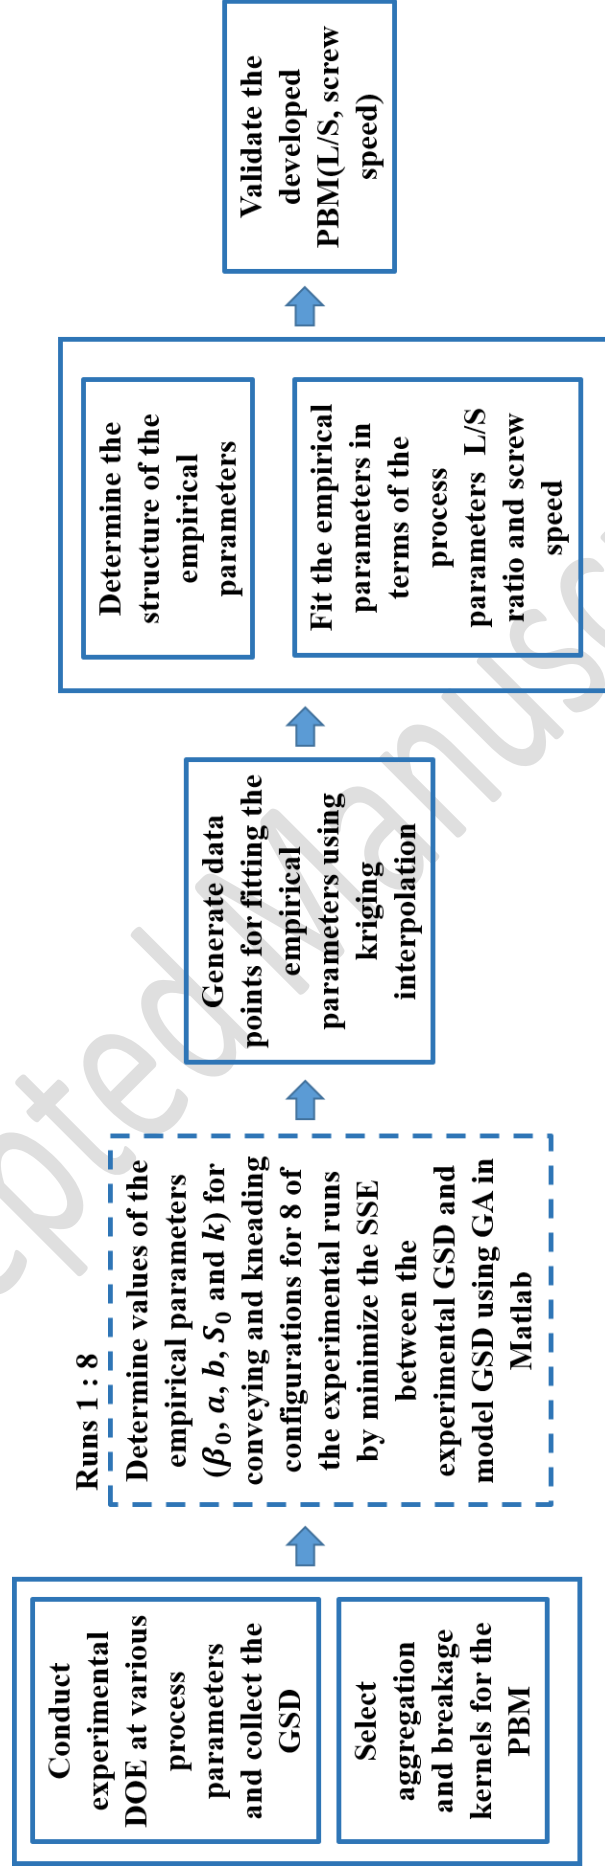 Conduct
experimental
DOE at various
process
parameters
and collect the
GSD
Select
aggregation
and breakage
kernels for the
PBM
Runs 1 : 8
Determine values of the
empirical parameters
(β₀, a, b, S₀ and k) for
conveying and kneading
configurations for 8 of
the experimental runs
by minimize the SSE
between the
experimental GSD and
model GSD using GA in
Matlab
Generate data
points for fitting the
empirical
parameters using
kriging
interpolation
Determine the
structure of the
empirical
parameters
Fit the empirical
parameters in
terms of the
process
parameters L/S
ratio and screw
speed
Validate the
developed
PBM(L/S, screw
speed)